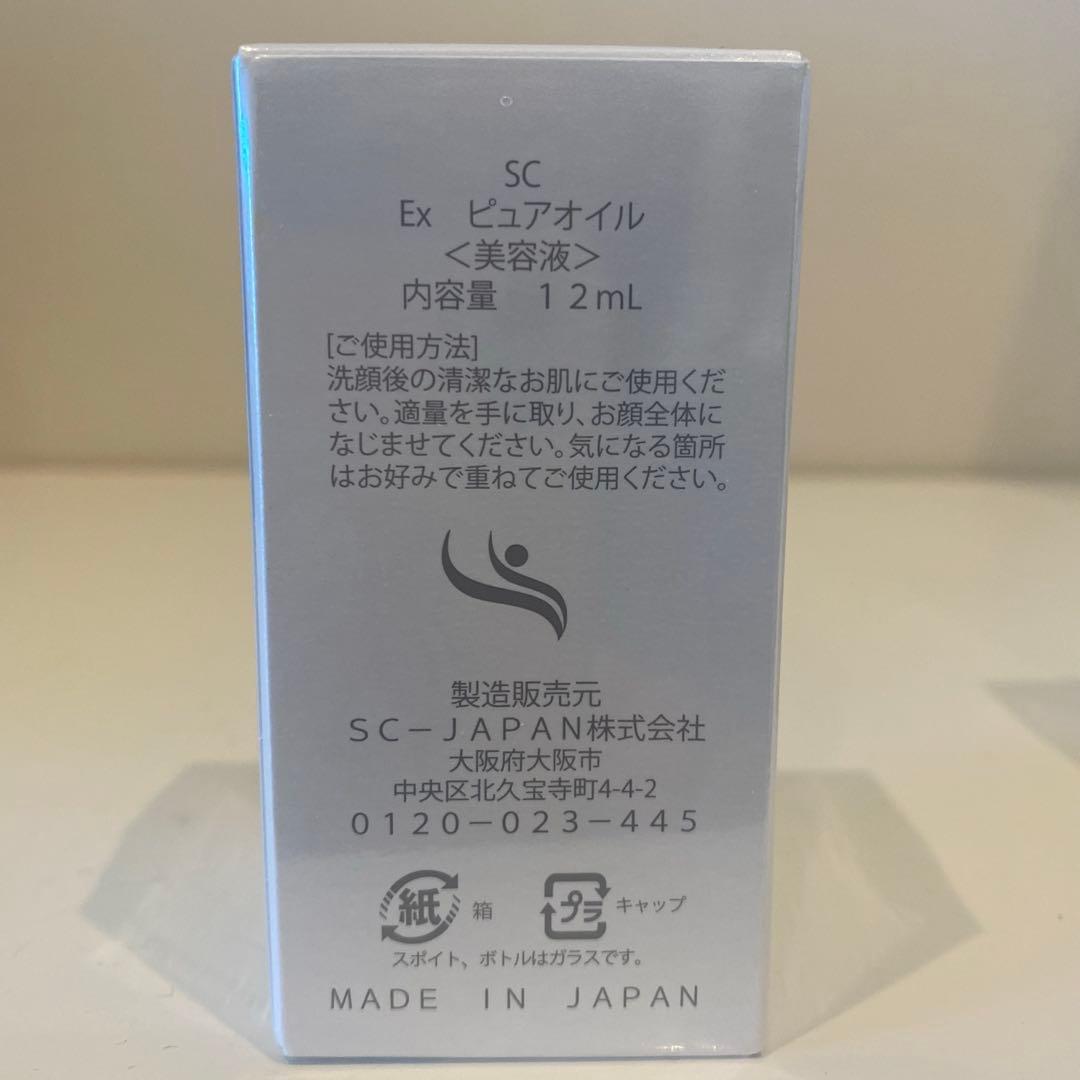 SC
Ex　ピュアオイル
＜美容液＞
内容量　１２mL
[ご使用方法]
洗顔後の清潔なお肌にご使用くだ
さい。適量を手に取り、お顔全体に
なじませてください。気になる箇所
はお好みで重ねてご使用ください。
製造販売元
ＳＣ－ＪＡＰＡＮ株式会社
大阪府大阪市
中央区北久宝寺町4-4-2
０１２０－０２３－４４５
紙 箱 プラ キャップ
スポイト、ボトルはガラスです。
ＭＡＤＥ　ＩＮ　ＪＡＰＡＮ